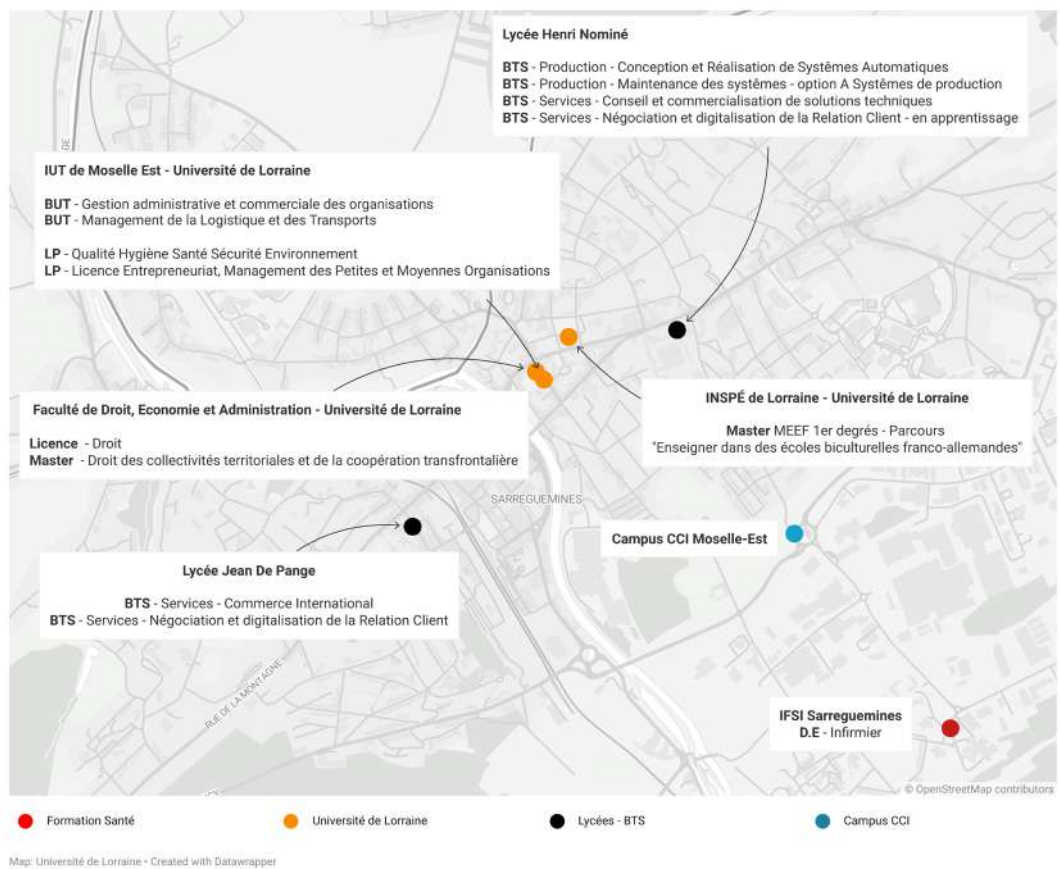 Lycée Henri Nominé
BTS - Production - Conception et Réalisation de Systèmes Automatiques
BTS - Production - Maintenance des systèmes - option A Systèmes de production
BTS - Services - Conseil et commercialisation de solutions techniques
BTS - Services - Négociation et digitalisation de la Relation Client - en apprentissage
IUT de Moselle Est - Université de Lorraine
BUT - Gestion administrative et commerciale des organisations
BUT - Management de la Logistique et des Transports
LP - Qualité Hygiène Santé Sécurité Environnement
LP - Licence Entrepreneuriat, Management des Petites et Moyennes Organisations
Faculté de Droit, Economie et Administration - Université de Lorraine
Licence - Droit
Master - Droit des collectivités territoriales et de la coopération transfrontalière
INSPÉ de Lorraine - Université de Lorraine
Master MEEF 1er degrés - Parcours
"Enseigner dans des écoles biculturelles franco-allemandes"
SARREGUEMINES
Campus CCI Moselle-Est
Lycée Jean De Pange
BTS - Services - Commerce International
BTS - Services - Négociation et digitalisation de la Relation Client
RUE DE LA MONTAGNE
IFSI Sarreguemines
D.E - Infirmier
© OpenStreetMap contributors
Formation Santé
Université de Lorraine
Lycées - BTS
Campus CCI
Map: Université de Lorraine • Created with Datawrapper